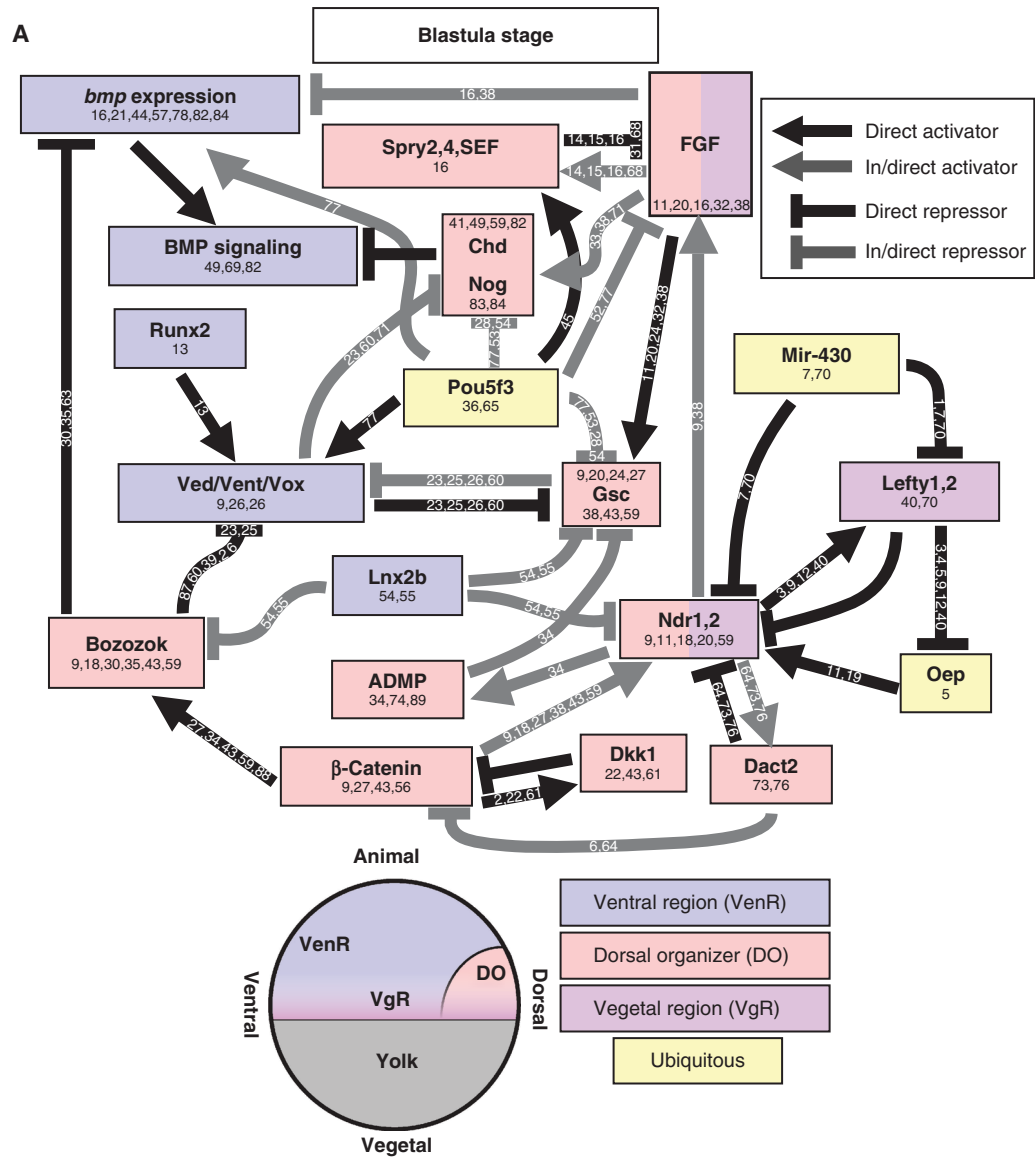 A
Blastula stage
bmp expression
16,21,44,57,78,82,84
16,38
FGF
11,20,16,32,38
Direct activator
In/direct activator
Direct repressor
In/direct repressor
Spry2,4,SEF
16
14,15,16
31,68
14,15,16,68
77
33,38,71
41,49,59,82
Chd
Nog
83,84
BMP signaling
49,69,82
28,54
77,53
45
52,77
11,20,24,32,38
Runx2
13
13
23,60,71
Pou5f3
36,65
77
77,53,28
54
9,38
Mir-430
7,70
1,7,70
7,70
30,35,63
Ved/Vent/Vox
9,26,26
23,25,26,60
23,25,26,60
9,20,24,27
Gsc
38,43,59
Lefty1,2
40,70
23,25
87,60,39,2,6
Lnx2b
54,55
54,55
54,55
54,55
3,9,12,40
3,4,5,9,12,40
Bozozok
9,18,30,35,43,59
34
Ndr1,2
9,11,18,20,59
ADMP
34,74,89
34
11,19
Oep
5
9,18,27,38,43,59
64,73,76
64,73,76
27,34,43,59,88
β-Catenin
9,27,43,56
2,22,61
Dkk1
22,43,61
Dact2
73,76
6,64
Animal
VenR
DO
VgR
Yolk
Ventral
Dorsal
Vegetal
Ventral region (VenR)
Dorsal organizer (DO)
Vegetal region (VgR)
Ubiquitous